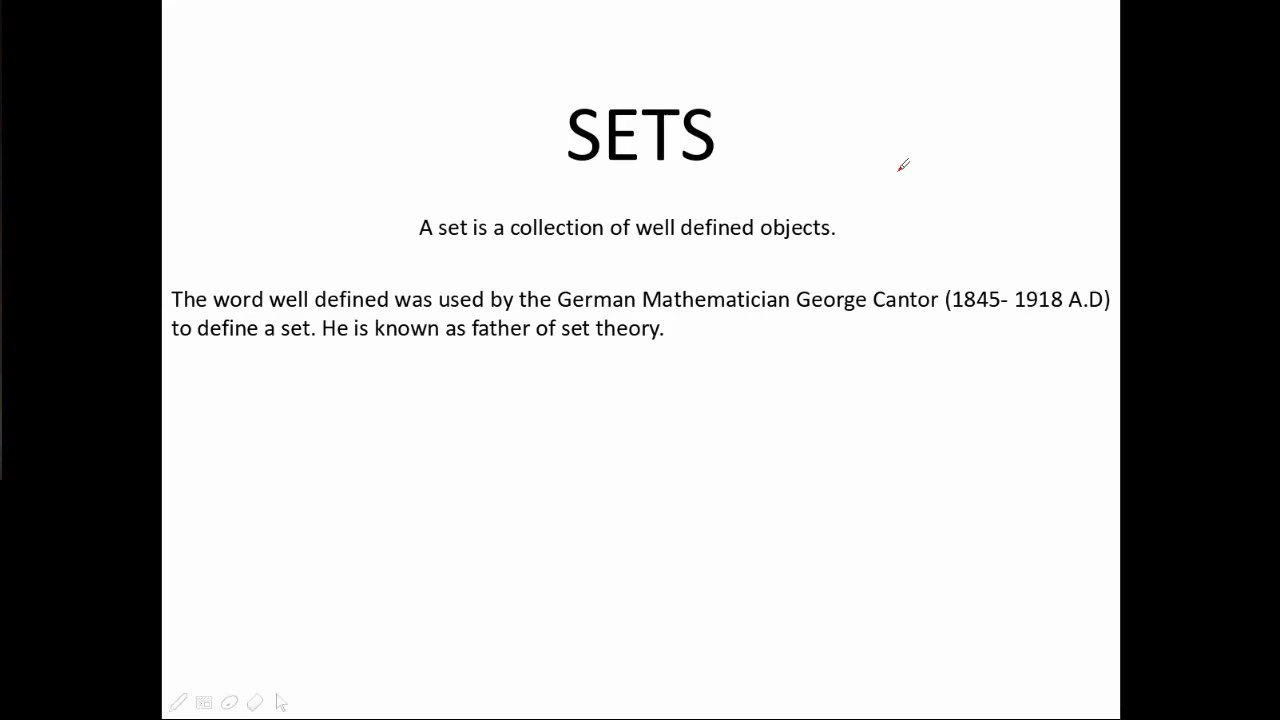 SETS
A set is a collection of well defined objects.
The word well defined was used by the German Mathematician George Cantor (1845- 1918 A.D)
to define a set. He is known as father of set theory.